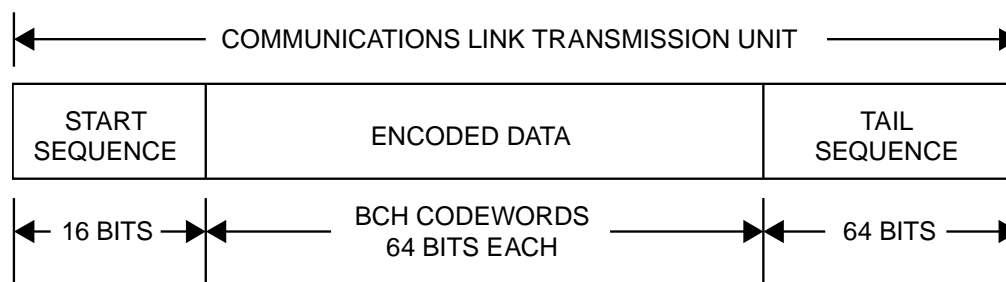 COMMUNICATIONS LINK TRANSMISSION UNIT
START
SEQUENCE
ENCODED DATA
TAIL
SEQUENCE
16 BITS
BCH CODEWORDS
64 BITS EACH
64 BITS